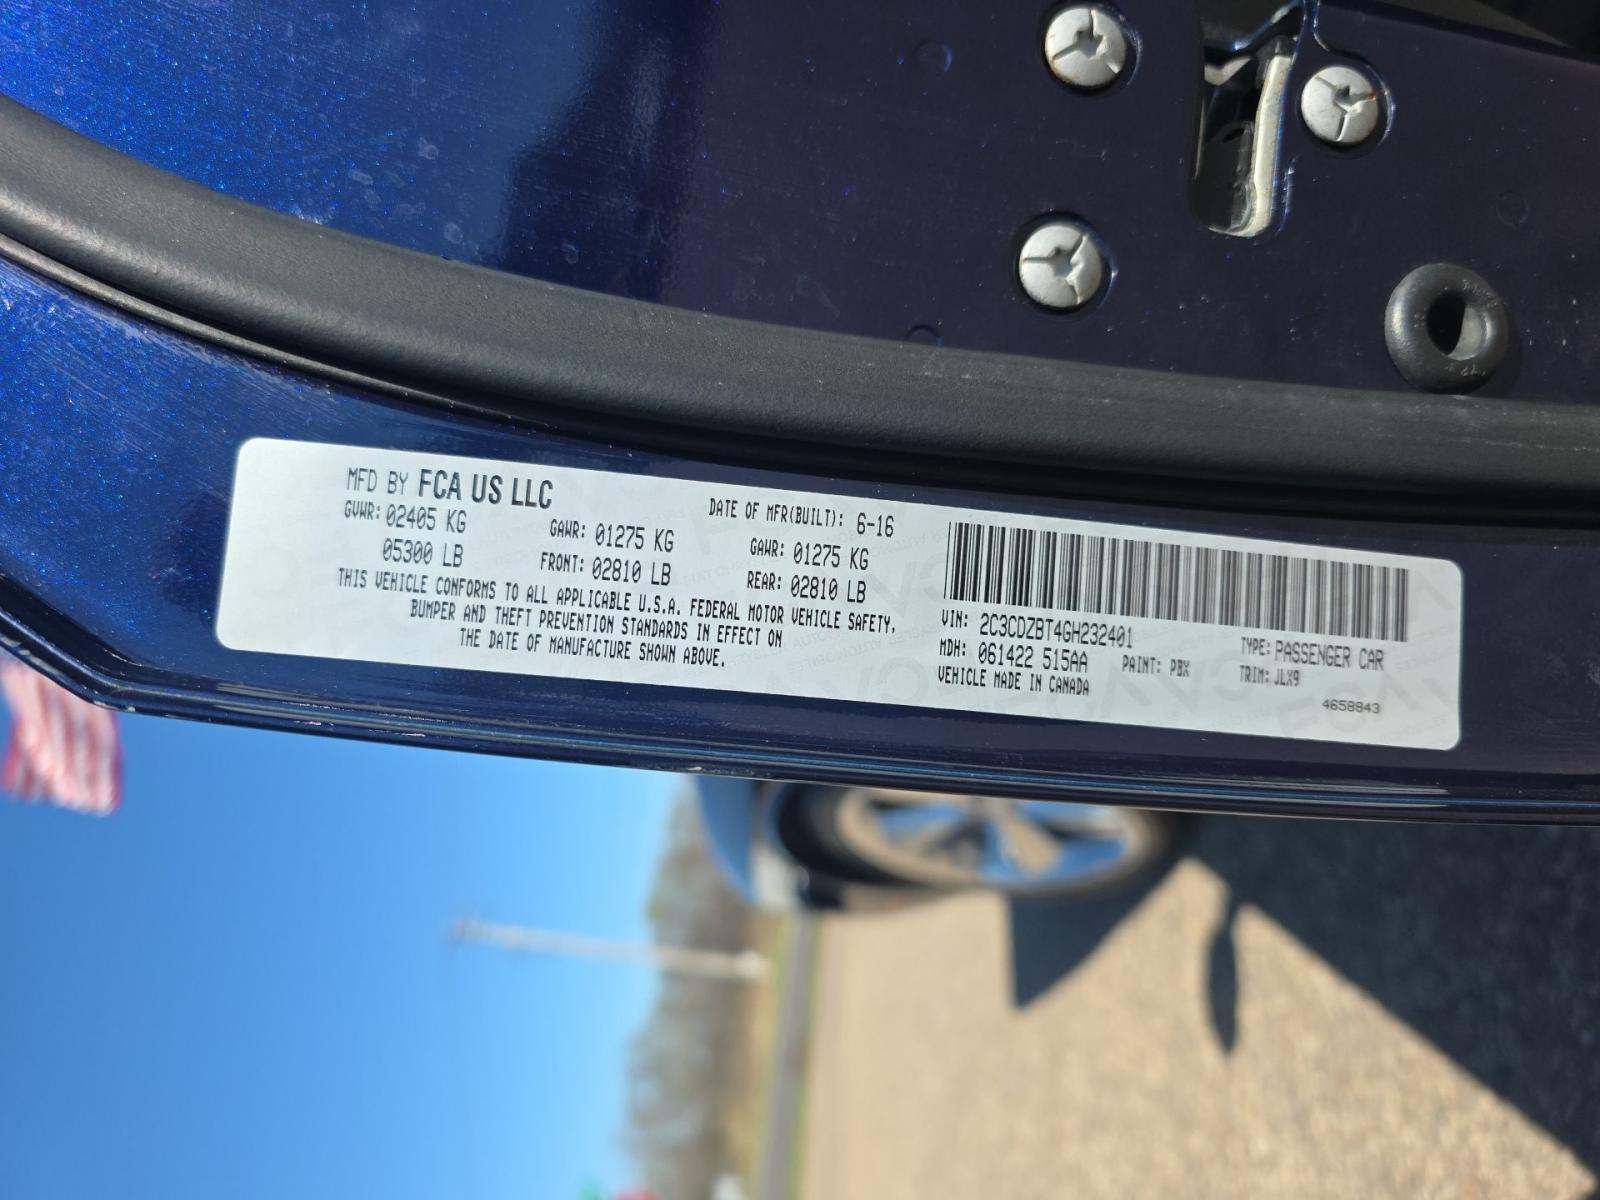 MFD BY FCA US LLC
DATE OF MFR(BUILT): 6-16
GVWR: 02405 KG
GAWR: 01275 KG
GAWR: 01275 KG
05300 LB
FRONT: 02810 LB
REAR: 02810 LB
THIS VEHICLE CONFORMS TO ALL APPLICABLE U.S.A. FEDERAL MOTOR VEHICLE SAFETY,
BUMPER AND THEFT PREVENTION STANDARDS IN EFFECT ON
THE DATE OF MANUFACTURE SHOWN ABOVE.
VIN: 2C3CDZBT4GH232401
TYPE: PASSENGER CAR
MDH: 061422 515AA
PAINT: PBX
TRIM: JLX9
VEHICLE MADE IN CANADA
4658843